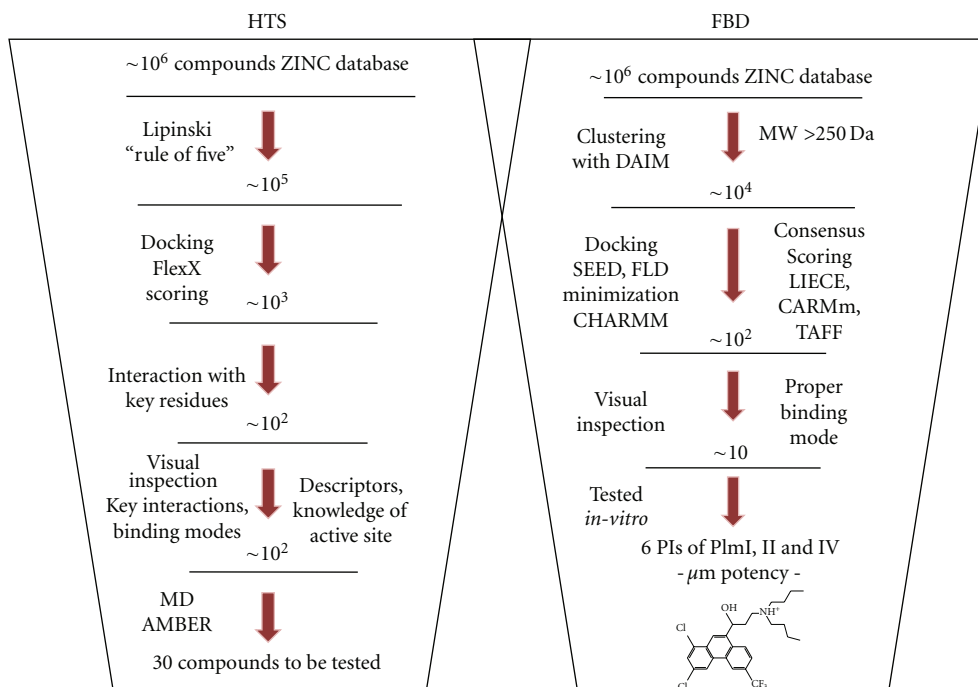 HTS
~10⁶ compounds ZINC database
Lipinski
“rule of five”
~10⁵
Docking
FlexX
scoring
~10³
Interaction with
key residues
~10²
Visual
inspection
Key interactions,
binding modes
Descriptors,
knowledge of
active site
~10²
MD
AMBER
30 compounds to be tested
FBD
~10⁶ compounds ZINC database
Clustering
with DAIM
MW >250 Da
~10⁴
Docking
SEED, FLD
minimization
CHARMM
Consensus
Scoring
LIECE,
CARMm,
TAFF
~10²
Visual
inspection
Proper
binding
mode
~10
Tested
in-vitro
6 PIs of PlmI, II and IV
- μm potency -
OH
NH⁺
Cl
Cl
CF₃